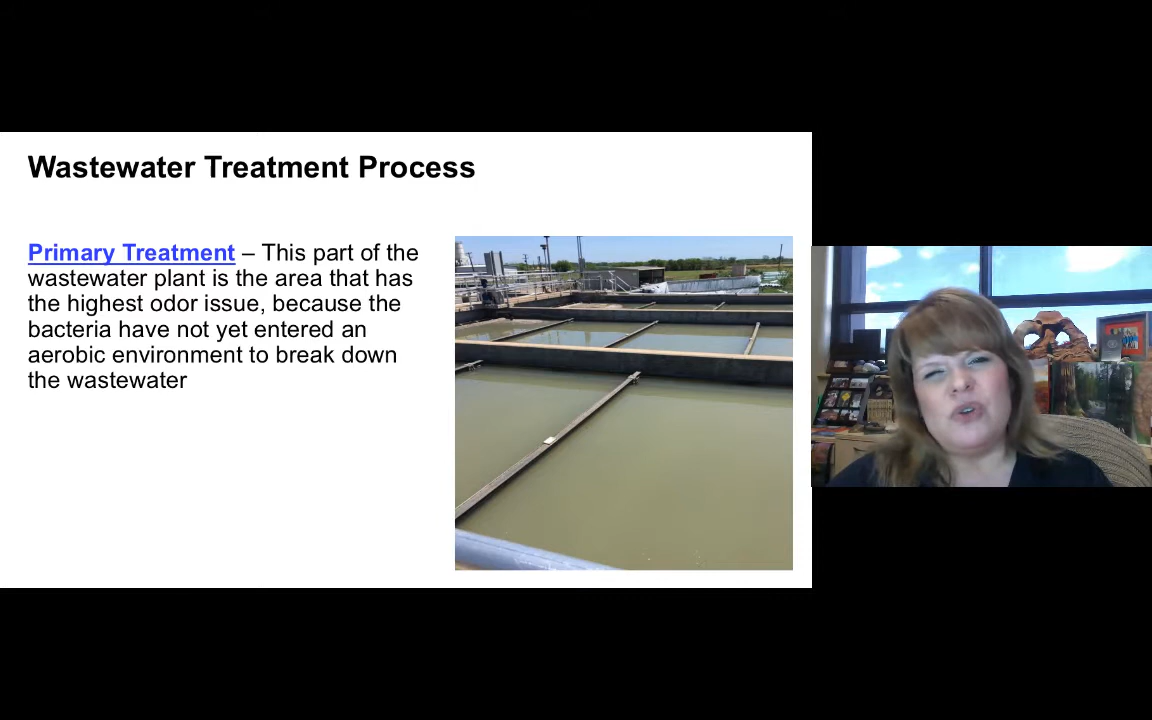 Wastewater Treatment Process
Primary Treatment – This part of the
wastewater plant is the area that has
the highest odor issue, because the
bacteria have not yet entered an
aerobic environment to break down
the wastewater